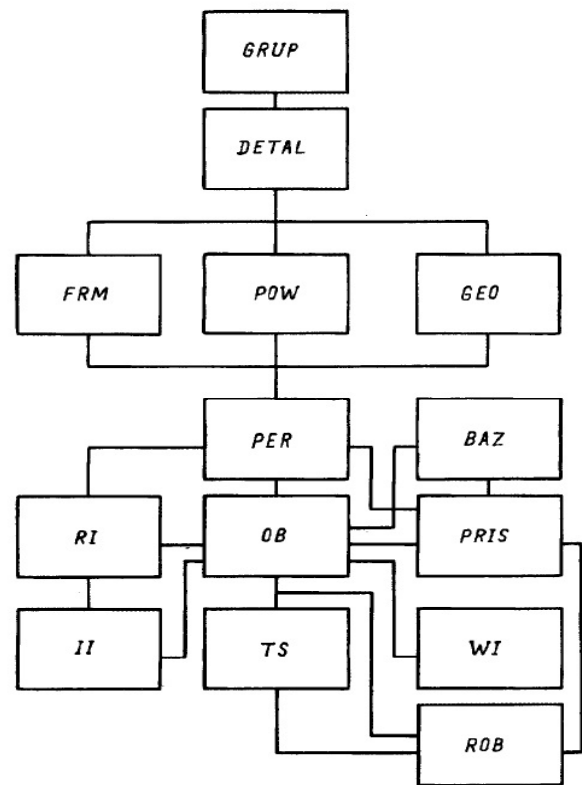 GRUP
DETAL
FRM
POW
GEO
PER
BAZ
RI
OB
PRIS
II
TS
WI
ROB